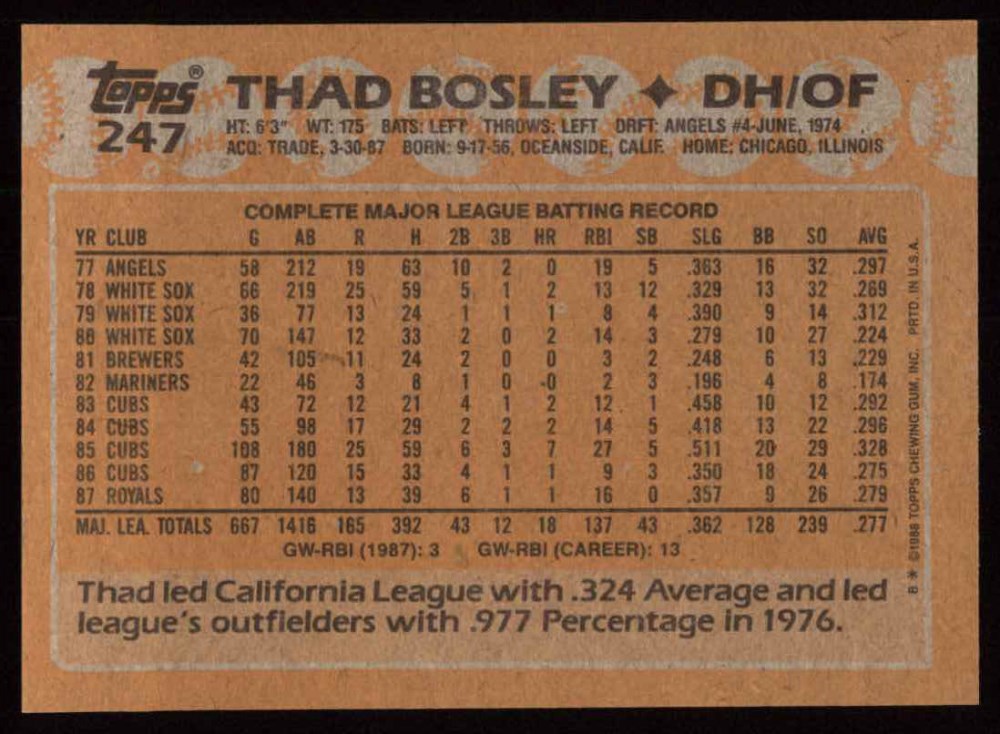 topps® THAD BOSLEY ✦ DH/OF
247 HT: 6'3" WT: 175 BATS: LEFT THROWS: LEFT DRFT: ANGELS #4-JUNE, 1974
ACQ: TRADE, 3-30-87 BORN: 9-17-56, OCEANSIDE, CALIF. HOME: CHICAGO, ILLINOIS
COMPLETE MAJOR LEAGUE BATTING RECORD
YR CLUB G AB R H 2B 3B HR RBI SB SLG BB SO AVG
77 ANGELS 58 212 19 63 10 2 0 19 5 .363 16 32 .297
78 WHITE SOX 66 219 25 59 5 1 2 13 12 .329 13 32 .269
79 WHITE SOX 36 77 13 24 1 1 1 8 4 .390 9 14 .312
80 WHITE SOX 70 147 12 33 2 0 2 14 3 .279 10 27 .224
81 BREWERS 42 105 11 24 2 0 0 3 2 .248 6 13 .229
82 MARINERS 22 46 3 8 1 0 0 2 3 .196 4 8 .174
83 CUBS 43 72 12 21 4 1 2 12 1 .458 10 12 .292
84 CUBS 55 98 17 29 2 2 2 14 5 .418 13 22 .296
85 CUBS 108 180 25 59 6 3 7 27 5 .511 20 29 .328
86 CUBS 87 120 15 33 4 1 1 9 3 .350 18 24 .275
87 ROYALS 80 140 13 39 6 1 1 16 0 .357 9 26 .279
MAJ. LEA. TOTALS 667 1416 165 392 43 12 18 137 43 .362 128 239 .277
GW-RBI (1987): 3 GW-RBI (CAREER): 13
Thad led California League with .324 Average and led
league's outfielders with .977 Percentage in 1976.
B** ©1988 TOPPS CHEWING GUM, INC. PRTD. IN U.S.A.